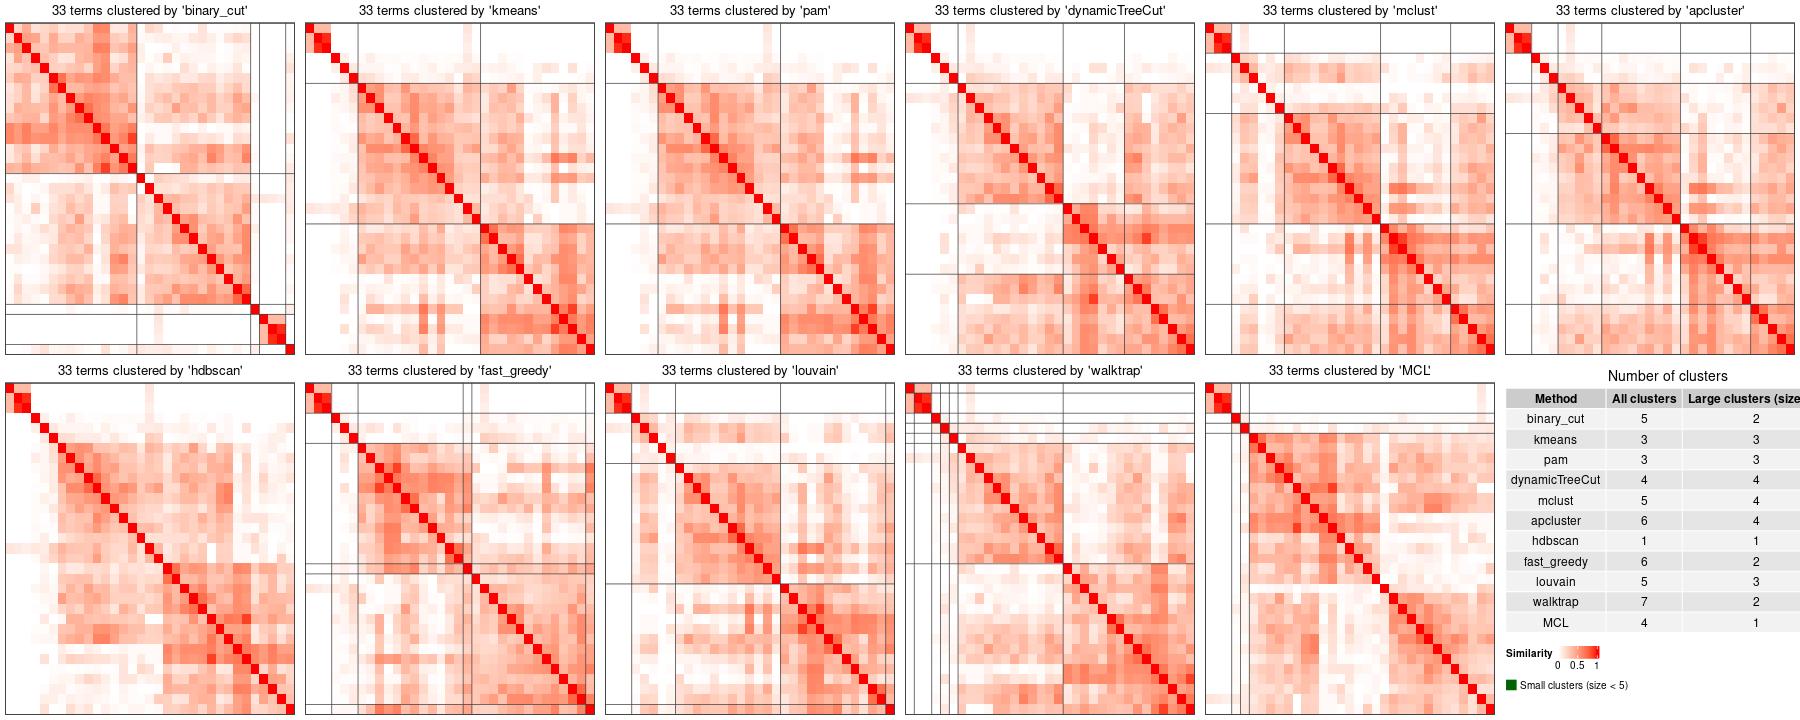 33 terms clustered by 'binary_cut'
33 terms clustered by 'kmeans'
33 terms clustered by 'pam'
33 terms clustered by 'dynamicTreeCut'
33 terms clustered by 'mclust'
33 terms clustered by 'apcluster'
33 terms clustered by 'hdbscan'
33 terms clustered by 'fast_greedy'
33 terms clustered by 'louvain'
33 terms clustered by 'walktrap'
33 terms clustered by 'MCL'
Number of clusters
Method All clusters Large clusters (size
binary_cut 5 2
kmeans 3 3
pam 3 3
dynamicTreeCut 4 4
mclust 5 4
apcluster 6 4
hdbscan 1 1
fast_greedy 6 2
louvain 5 3
walktrap 7 2
MCL 4 1
Similarity
0 0.5 1
Small clusters (size < 5)